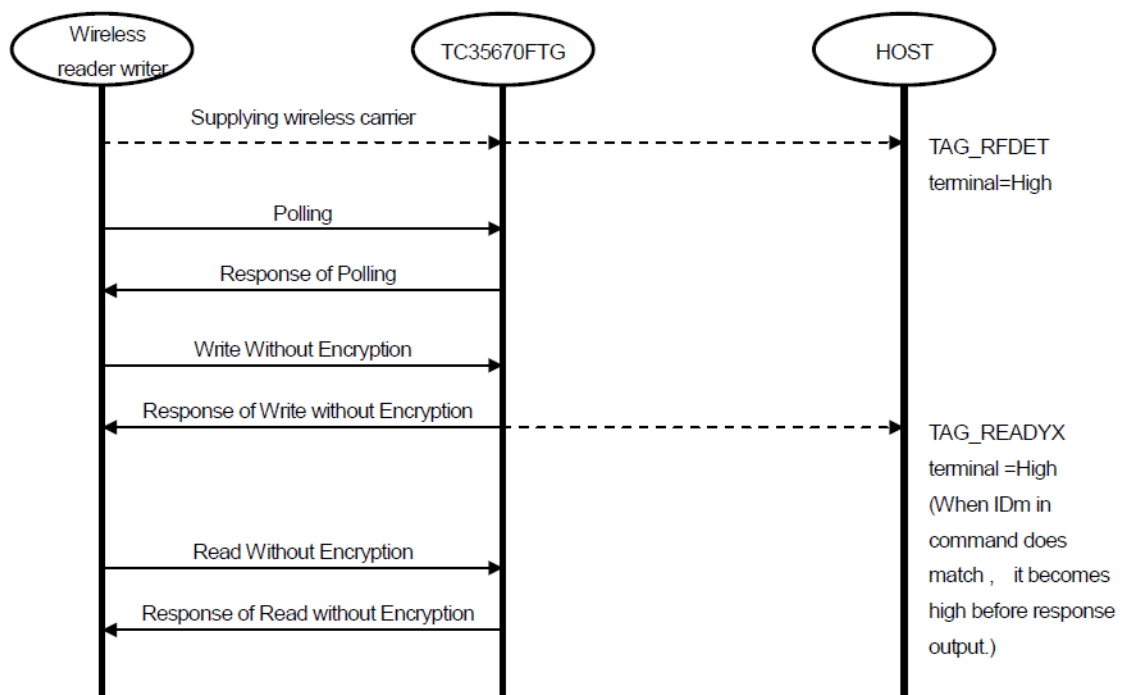 Wireless
reader writer
TC35670FTG
HOST
Supplying wireless carrier
TAG_RFDET
terminal=High
Polling
Response of Polling
Write Without Encryption
Response of Write without Encryption
TAG_READYX
terminal =High
(When IDm in
command does
match , it becomes
high before response
output.)
Read Without Encryption
Response of Read without Encryption